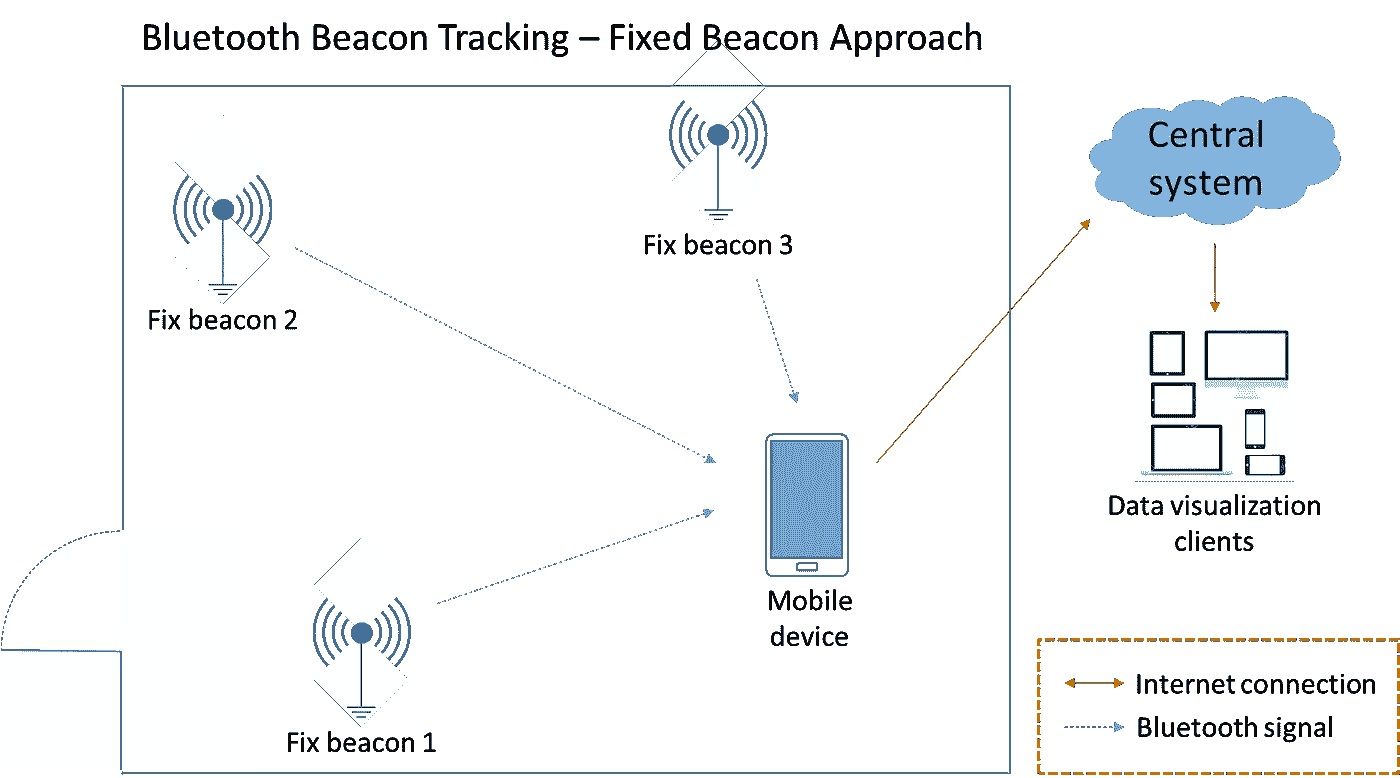 Bluetooth Beacon Tracking – Fixed Beacon Approach
Central
system
Fix beacon 3
Fix beacon 2
Data visualization
clients
Mobile
device
Fix beacon 1
Internet connection
Bluetooth signal